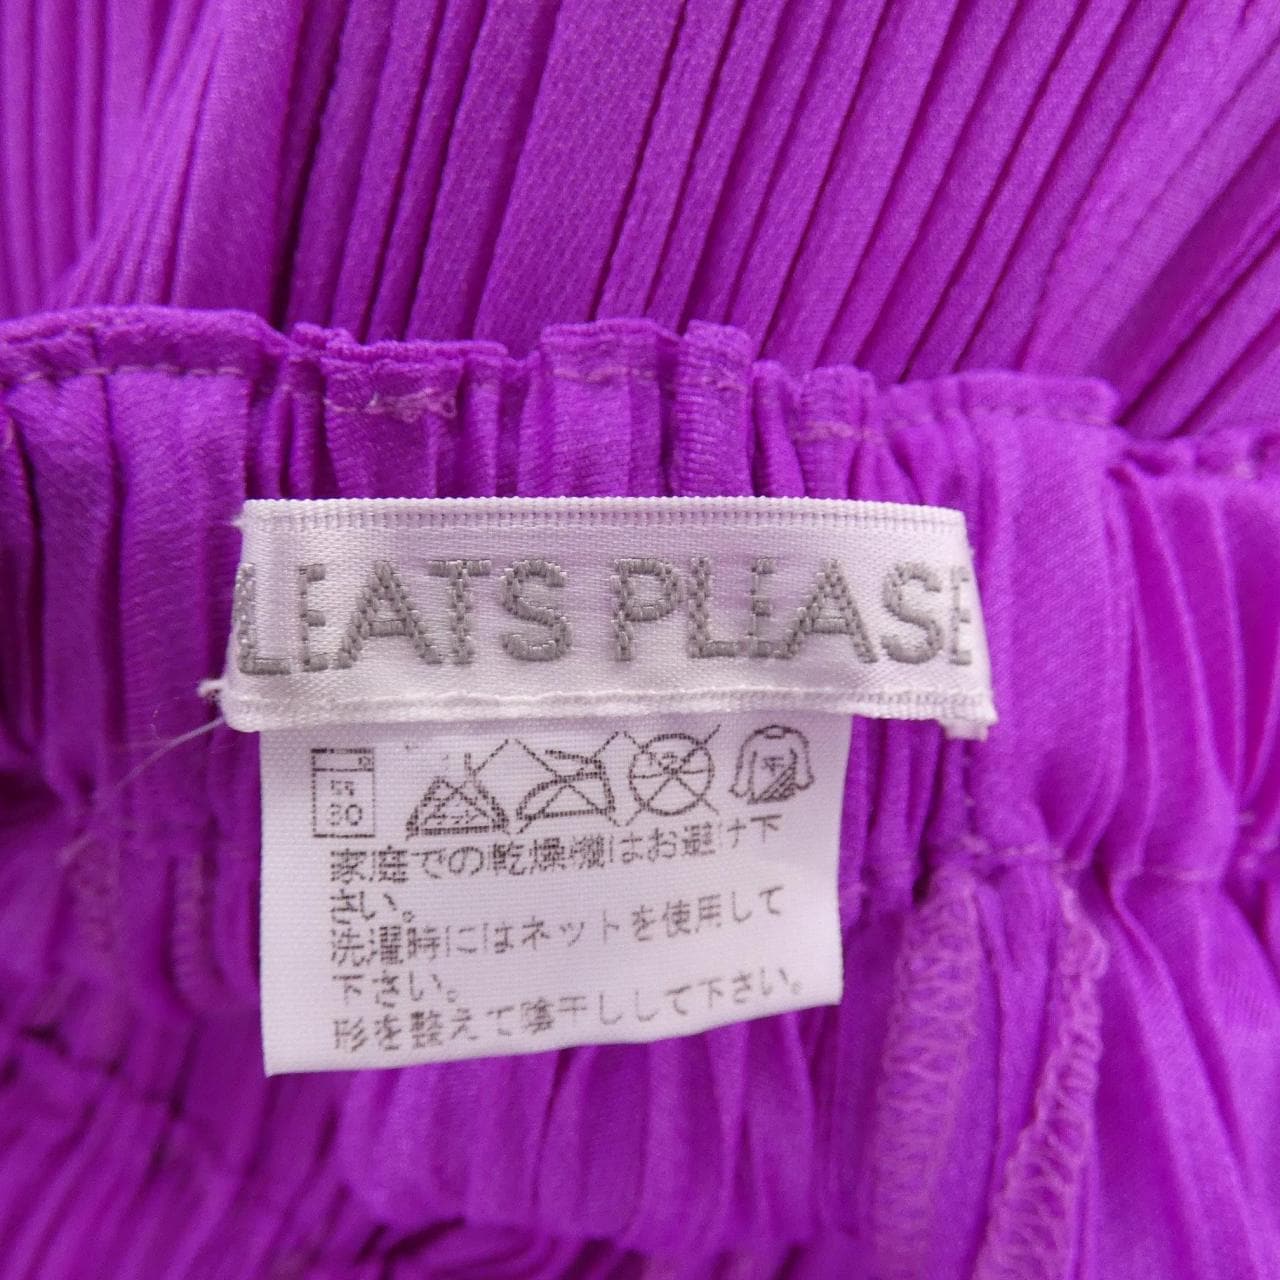 LEATS PLEASE
弱
30
家庭での乾燥機はお避け下
さい。
洗濯時にはネットを使用して
下さい。
形を整えて陰干しして下さい。